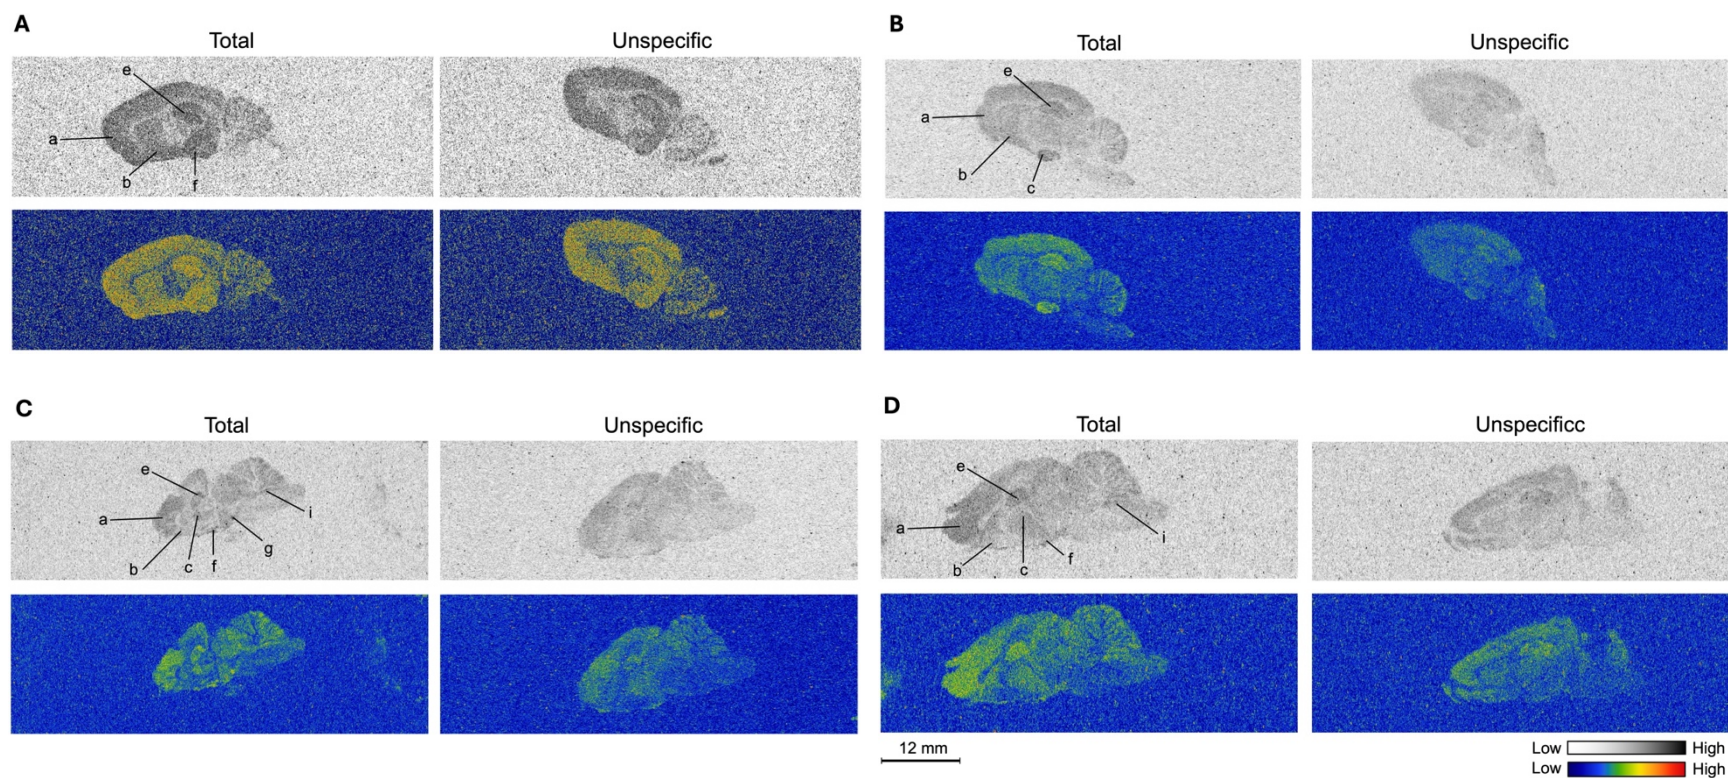 A
Total
Unspecific
e
a
b
f
B
Total
Unspecific
e
a
b
c
C
Total
Unspecific
e
a
i
g
b
c
f
D
Total
Unspecificc
e
a
i
f
b
c
12 mm
Low
High
Low
High